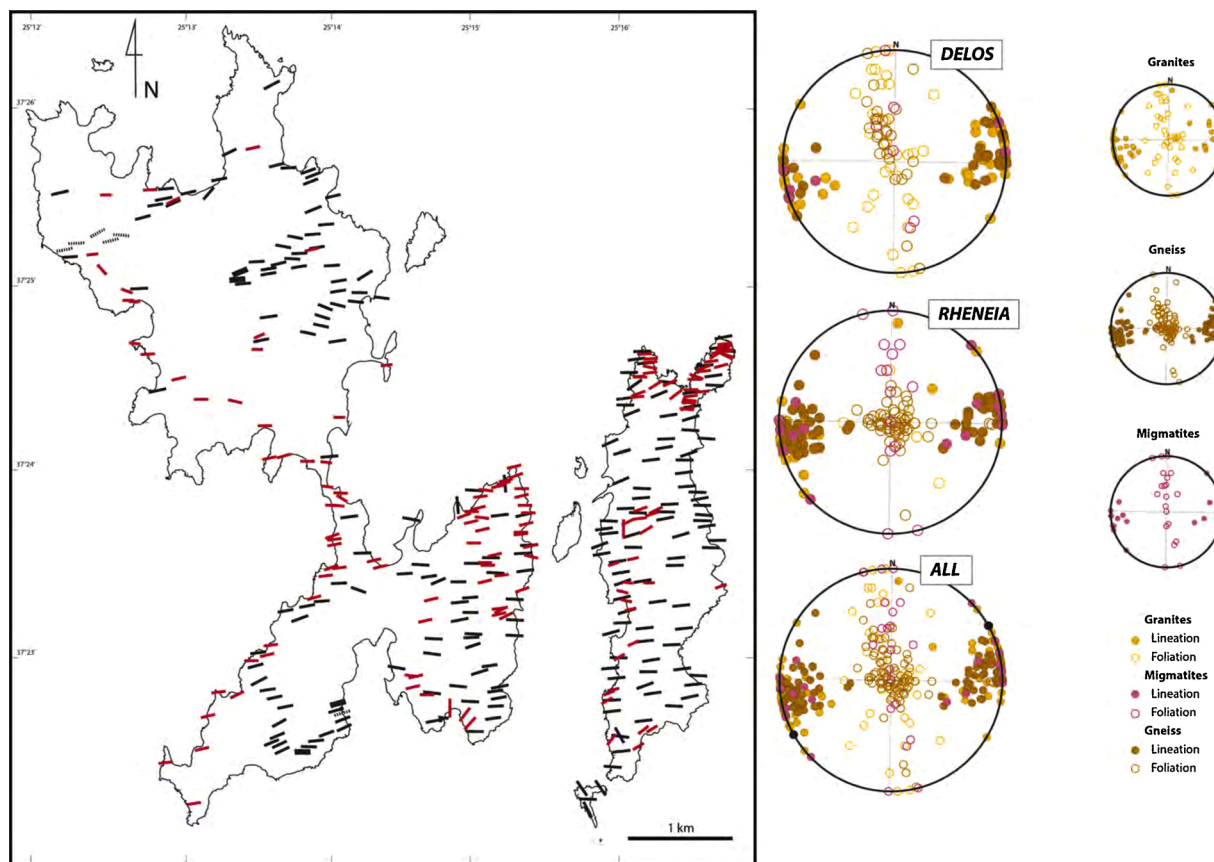 25°12' 25°13' 25°14' 25°15' 25°16'
37°26'
37°25'
37°24'
37°23'
N
1 km
N
DELOS
N
RHENEIA
N
ALL
Granites
N
Gneiss
N
Migmatites
N
Granites
Lineation
Foliation
Migmatites
Lineation
Foliation
Gneiss
Lineation
Foliation